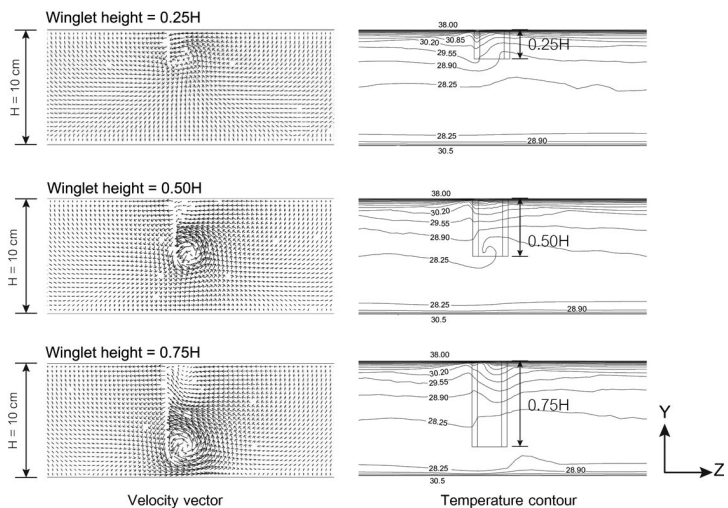 Winglet height = 0.25H
H = 10 cm
38.00
30.20 30.85
29.55
28.90
28.25
0.25H
28.25
28.90
30.5
Winglet height = 0.50H
H = 10 cm
38.00
30.20
29.55
28.90
28.25
0.50H
28.25
28.90
30.5
Winglet height = 0.75H
H = 10 cm
38.00
30.20
29.55
28.90
28.25
0.75H
28.25
28.90
30.5
Y
Z
Velocity vector
Temperature contour